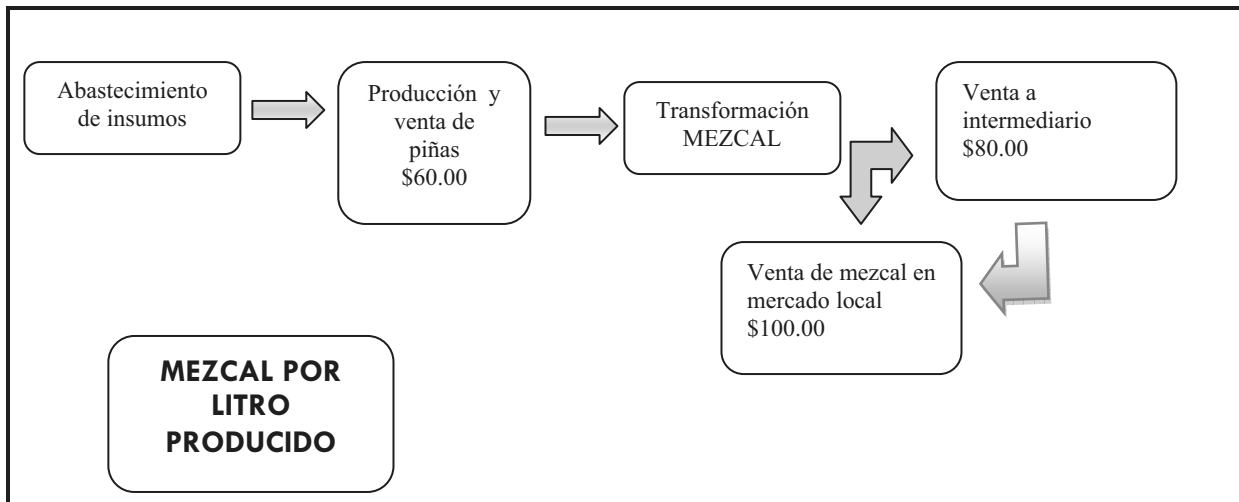 Abastecimiento
de insumos
Producción y
venta de
piñas
$60.00
Transformación
MEZCAL
Venta a
intermediario
$80.00
Venta de mezcal en
mercado local
$100.00
MEZCAL POR
LITRO
PRODUCIDO